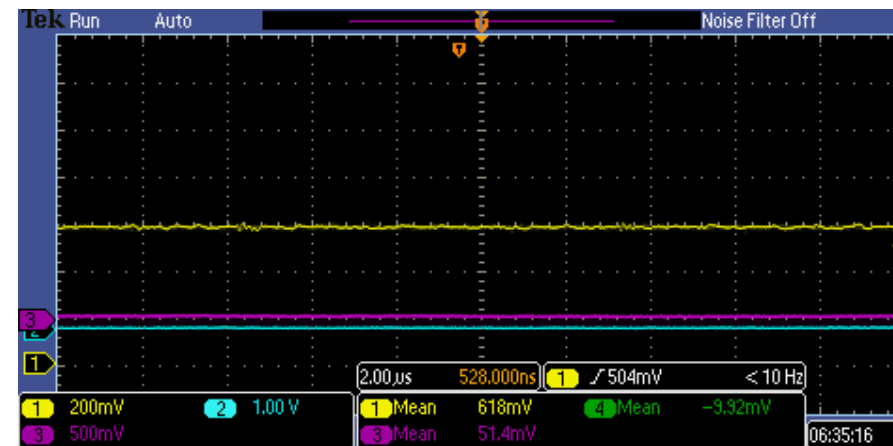 Tek Run Auto Noise Filter Off
T
T
3
2
1
2.00µs 528.000ns 1 504mV < 10 Hz
1 200mV 2 1.00 V 1 Mean 618mV 4 Mean -3.92mV
3 500mV 3 Mean 51.4mV 06:35:16